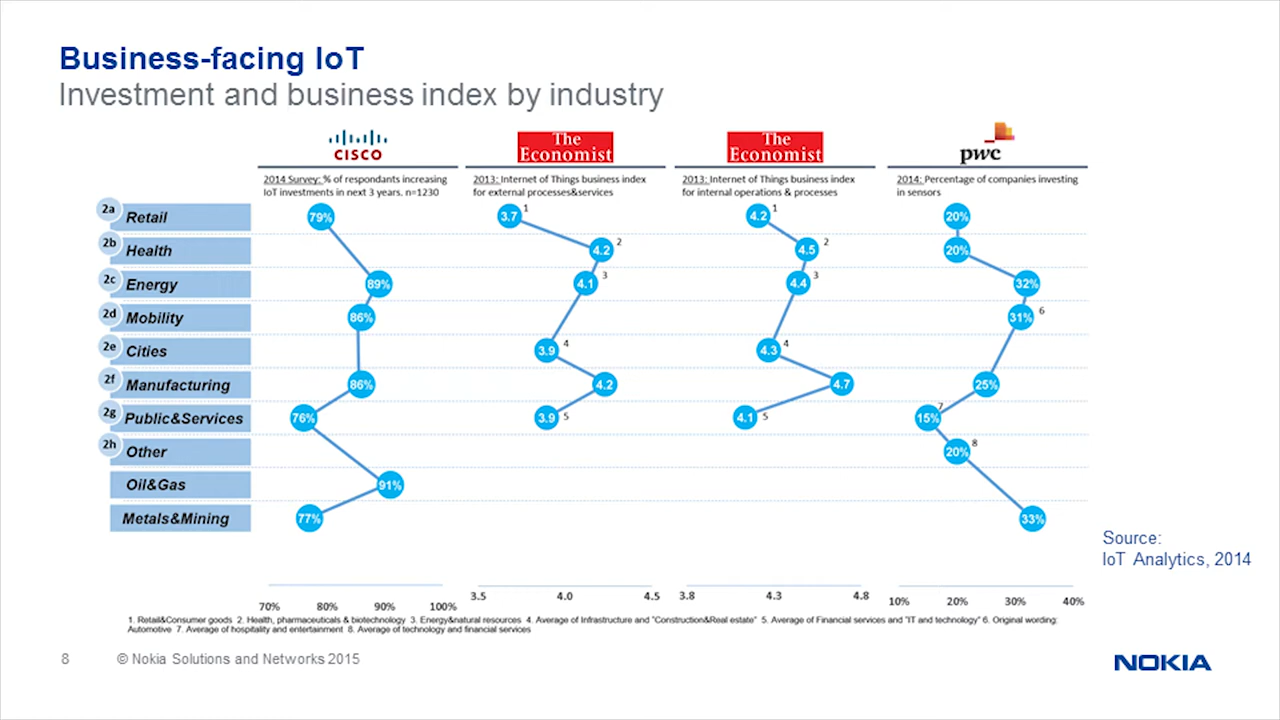 Business-facing IoT
Investment and business index by industry
CISCO
The
Economist
The
Economist
pwc
2014 Survey: % of respondants increasing
IoT investments in next 3 years. n=1230
2013: Internet of Things business index
for external processes&services
2013: Internet of Things business index
for internal operations & processes
2014: Percentage of companies investing
in sensors
2a Retail 79% 3.7 1 4.2 1 20%
2b Health 4.2 2 4.5 2 20%
2c Energy 89% 4.1 3 4.4 3 32%
2d Mobility 86% 31% 6
2e Cities 3.9 4 4.3 4
2f Manufacturing 86% 4.2 4.7 25%
2g Public&Services 76% 3.9 5 4.1 5 15% 7
2h Other 20% 8
Oil&Gas 91%
Metals&Mining 77% 33%
Source:
IoT Analytics, 2014
70% 80% 90% 100% 3.5 4.0 4.5 3.8 4.3 4.8 10% 20% 30% 40%
1. Retail&Consumer goods 2. Health, pharmaceuticals & biotechnology 3. Energy&natural resources 4. Average of Infrastructure and "Construction&Real estate" 5. Average of Financial services and "IT and technology" 6. Original wording:
Automotive 7. Average of hospitality and entertainment 8. Average of technology and financial services
8 © Nokia Solutions and Networks 2015
NOKIA